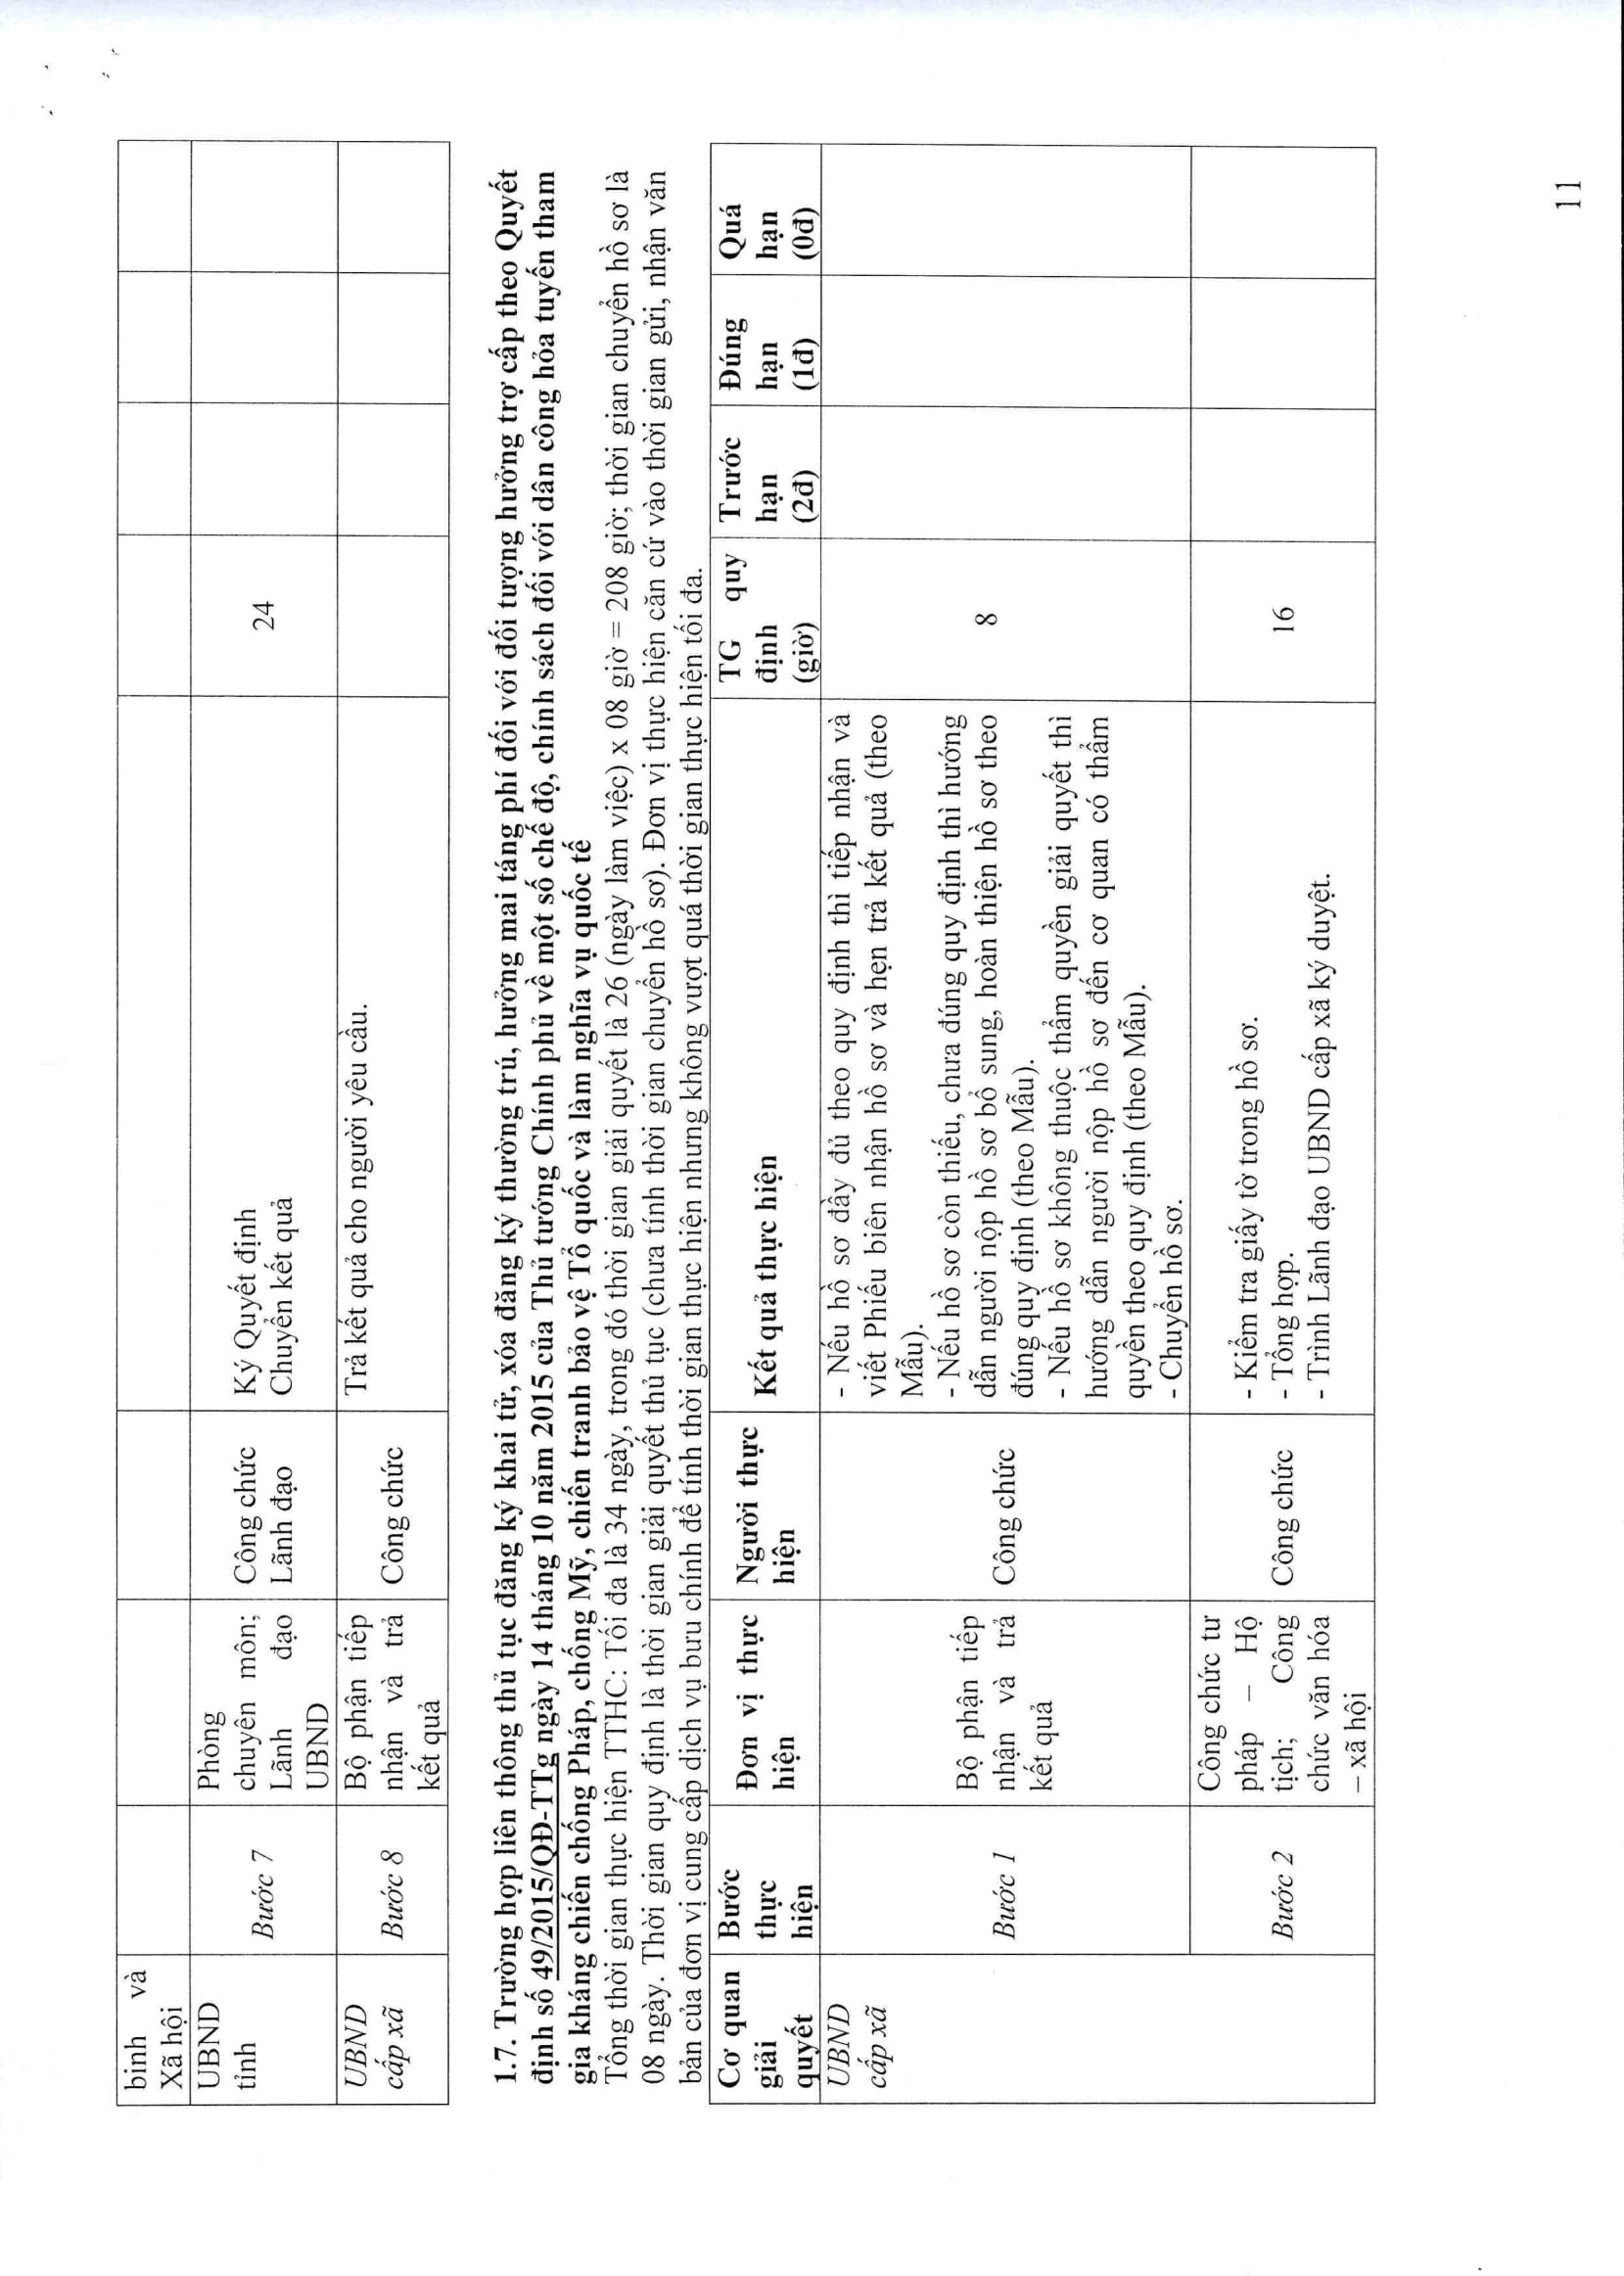 binh và
Xã hội
UBND
tỉnh
Bước 7
Phòng
chuyên môn;
Lãnh đạo
UBND
Công chức
Lãnh đạo
Ký Quyết định
Chuyển kết quả
24
UBND
cấp xã
Bước 8
Bộ phận tiếp
nhận và trả
kết quả
Công chức
Trả kết quả cho người yêu cầu.
1.7. Trường hợp liên thông thủ tục đăng ký khai tử, xóa đăng ký thường trú, hưởng mai táng phí đối với đối tượng hưởng trợ cấp theo Quyết
định số 49/2015/QĐ-TTg ngày 14 tháng 10 năm 2015 của Thủ tướng Chính phủ về một số chế độ, chính sách đối với dân công hỏa tuyến tham
gia kháng chiến chống Pháp, chống Mỹ, chiến tranh bảo vệ Tổ quốc và làm nghĩa vụ quốc tế
Tổng thời gian thực hiện TTHC: Tối đa là 34 ngày, trong đó thời gian giải quyết là 26 (ngày làm việc) x 08 giờ = 208 giờ; thời gian chuyển hồ sơ là
08 ngày. Thời gian quy định là thời gian giải quyết thủ tục (chưa tính thời gian chuyển hồ sơ). Đơn vị thực hiện căn cứ vào thời gian gửi, nhận văn
bản của đơn vị cung cấp dịch vụ bưu chính để tính thời gian thực hiện nhưng không vượt quá thời gian thực hiện tối đa.
Cơ quan
giải
quyết
Bước
thực
hiện
Đơn vị thực
hiện
Người thực
hiện
Kết quả thực hiện
TG quy
định
(giờ)
Trước
hạn
(2đ)
Đúng
hạn
(1đ)
Quá
hạn
(0đ)
UBND
cấp xã
Bước 1
Bộ phận tiếp
nhận và trả
kết quả
Công chức
- Nếu hồ sơ đầy đủ theo quy định thì tiếp nhận và
viết Phiếu biên nhận hồ sơ và hẹn trả kết quả (theo
Mẫu).
- Nếu hồ sơ còn thiếu, chưa đúng quy định thì hướng
dẫn người nộp hồ sơ bổ sung, hoàn thiện hồ sơ theo
đúng quy định (theo Mẫu).
- Nếu hồ sơ không thuộc thẩm quyền giải quyết thì
hướng dẫn người nộp hồ sơ đến cơ quan có thẩm
quyền theo quy định (theo Mẫu).
- Chuyển hồ sơ.
8
Bước 2
Công chức tư
pháp – Hộ
tịch; Công
chức văn hóa
– xã hội
Công chức
- Kiểm tra giấy tờ trong hồ sơ.
- Tổng hợp.
- Trình Lãnh đạo UBND cấp xã ký duyệt.
16
11